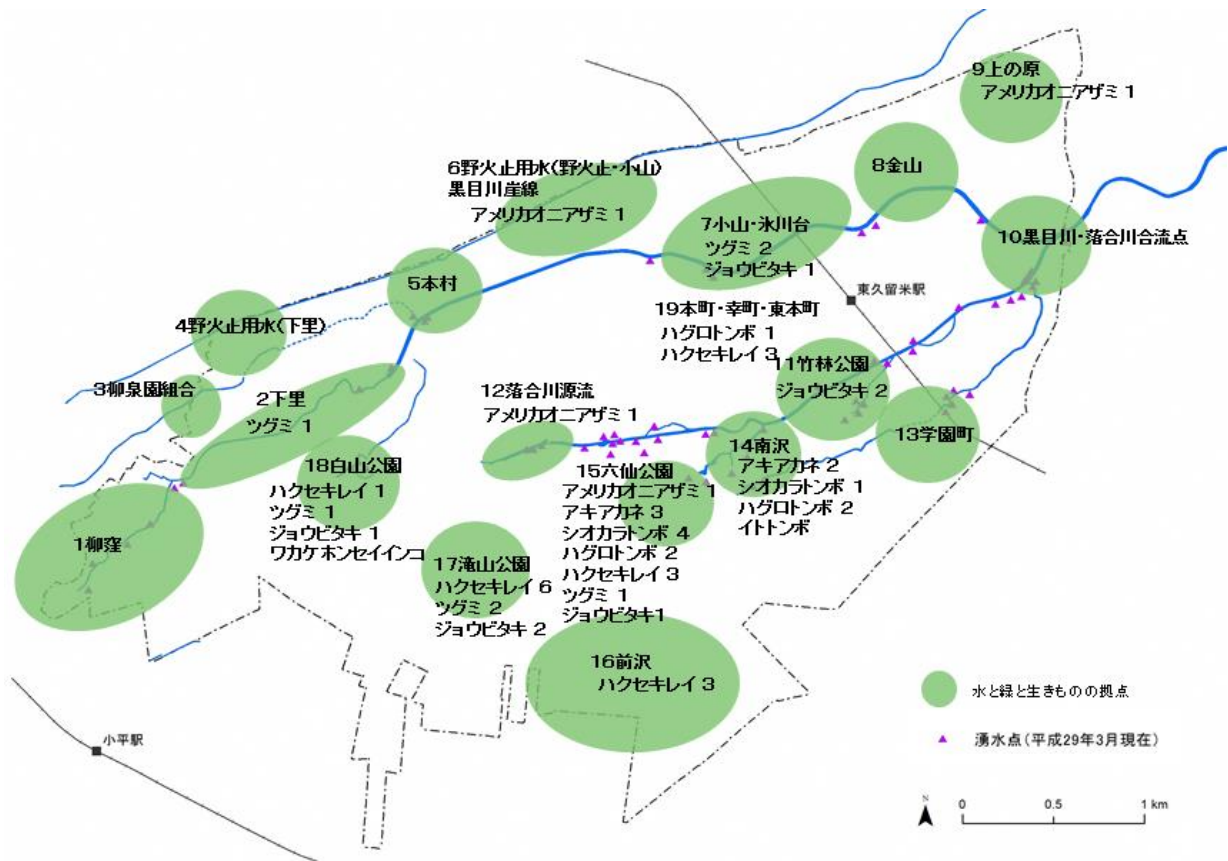 9上の原
アメリカオニアザミ 1
8金山
6野火止用水(野火止・小山)
黒目川崖線
アメリカオニアザミ 1
7小山・氷川台
ツグミ 2
ジョウビタキ 1
10黒目川・落合川合流点
5本村
東久留米駅
19本町・幸町・東本町
ハグロトンボ 1
ハクセキレイ 3
4野火止用水(下里)
11竹林公園
ジョウビタキ 2
3柳泉園組合
2下里
ツグミ 1
12落合川源流
アメリカオニアザミ 1
13学園町
14南沢
アキアカネ 2
シオカラトンボ 1
ハグロトンボ 2
イトトンボ
18白山公園
ハクセキレイ 1
ツグミ 1
ジョウビタキ 1
ワカケホンセイインコ
15六仙公園
アメリカオニアザミ 1
アキアカネ 3
シオカラトンボ 4
ハグロトンボ 2
ハクセキレイ 3
ツグミ 1
ジョウビタキ1
1柳窪
17滝山公園
ハクセキレイ 6
ツグミ 2
ジョウビタキ 2
16前沢
ハクセキレイ 3
水と緑と生きものの拠点
小平駅
湧水点(平成29年3月現在)
N
0 0.5 1 km